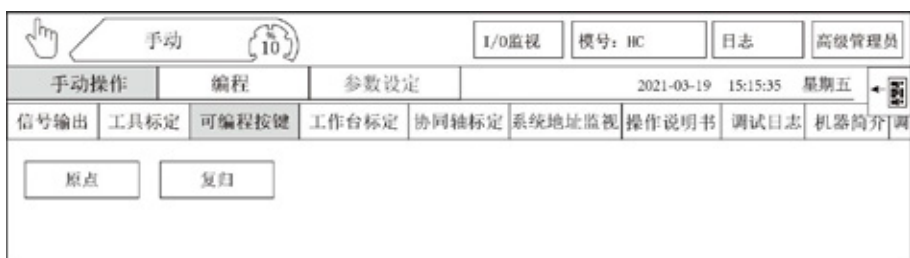 手动 % 10 I/O监视 模号：HC 日志 高级管理员
手动操作 编程 参数设定 2021-03-19 15:15:35 星期五
信号输出 工具标定 可编程按键 工作台标定 协同轴标定 系统地址监视 操作说明书 调试日志 机器简介 调
原点 复归